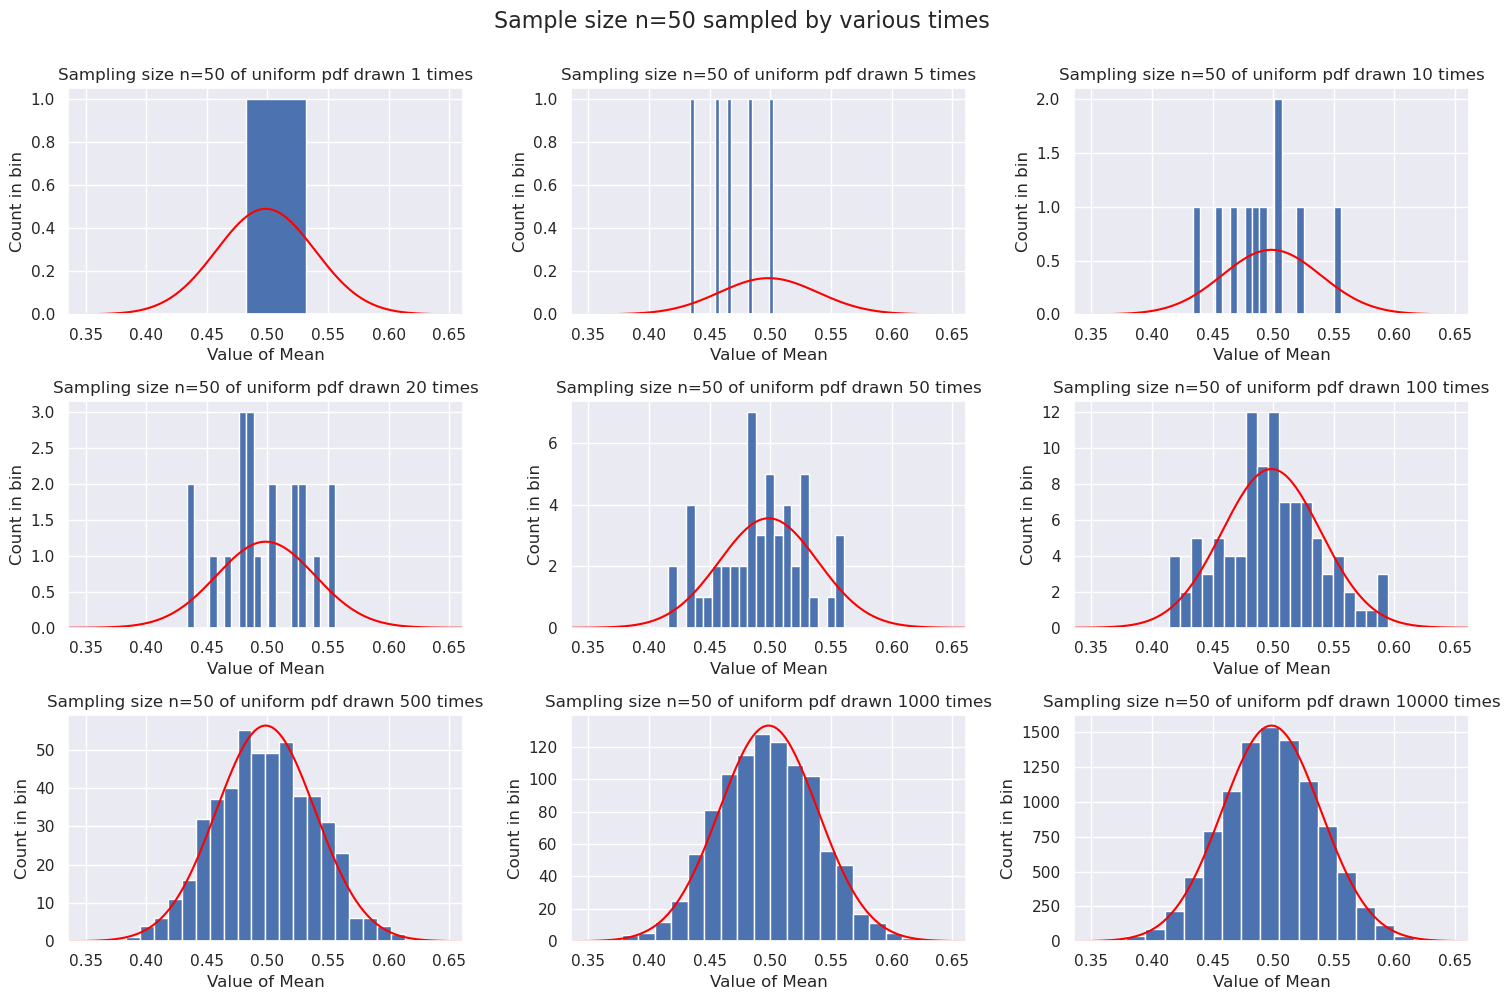 Sample size n=50 sampled by various times
Sampling size n=50 of uniform pdf drawn 1 times
Count in bin
1.0
0.8
0.6
0.4
0.2
0.0
0.35 0.40 0.45 0.50 0.55 0.60 0.65
Value of Mean
Sampling size n=50 of uniform pdf drawn 5 times
Count in bin
1.0
0.8
0.6
0.4
0.2
0.0
0.35 0.40 0.45 0.50 0.55 0.60 0.65
Value of Mean
Sampling size n=50 of uniform pdf drawn 10 times
Count in bin
2.0
1.5
1.0
0.5
0.0
0.35 0.40 0.45 0.50 0.55 0.60 0.65
Value of Mean
Sampling size n=50 of uniform pdf drawn 20 times
Count in bin
3.0
2.5
2.0
1.5
1.0
0.5
0.0
0.35 0.40 0.45 0.50 0.55 0.60 0.65
Value of Mean
Sampling size n=50 of uniform pdf drawn 50 times
Count in bin
6
4
2
0
0.35 0.40 0.45 0.50 0.55 0.60 0.65
Value of Mean
Sampling size n=50 of uniform pdf drawn 100 times
Count in bin
12
10
8
6
4
2
0
0.35 0.40 0.45 0.50 0.55 0.60 0.65
Value of Mean
Sampling size n=50 of uniform pdf drawn 500 times
Count in bin
50
40
30
20
10
0
0.35 0.40 0.45 0.50 0.55 0.60 0.65
Value of Mean
Sampling size n=50 of uniform pdf drawn 1000 times
Count in bin
120
100
80
60
40
20
0
0.35 0.40 0.45 0.50 0.55 0.60 0.65
Value of Mean
Sampling size n=50 of uniform pdf drawn 10000 times
Count in bin
1500
1250
1000
750
500
250
0
0.35 0.40 0.45 0.50 0.55 0.60 0.65
Value of Mean